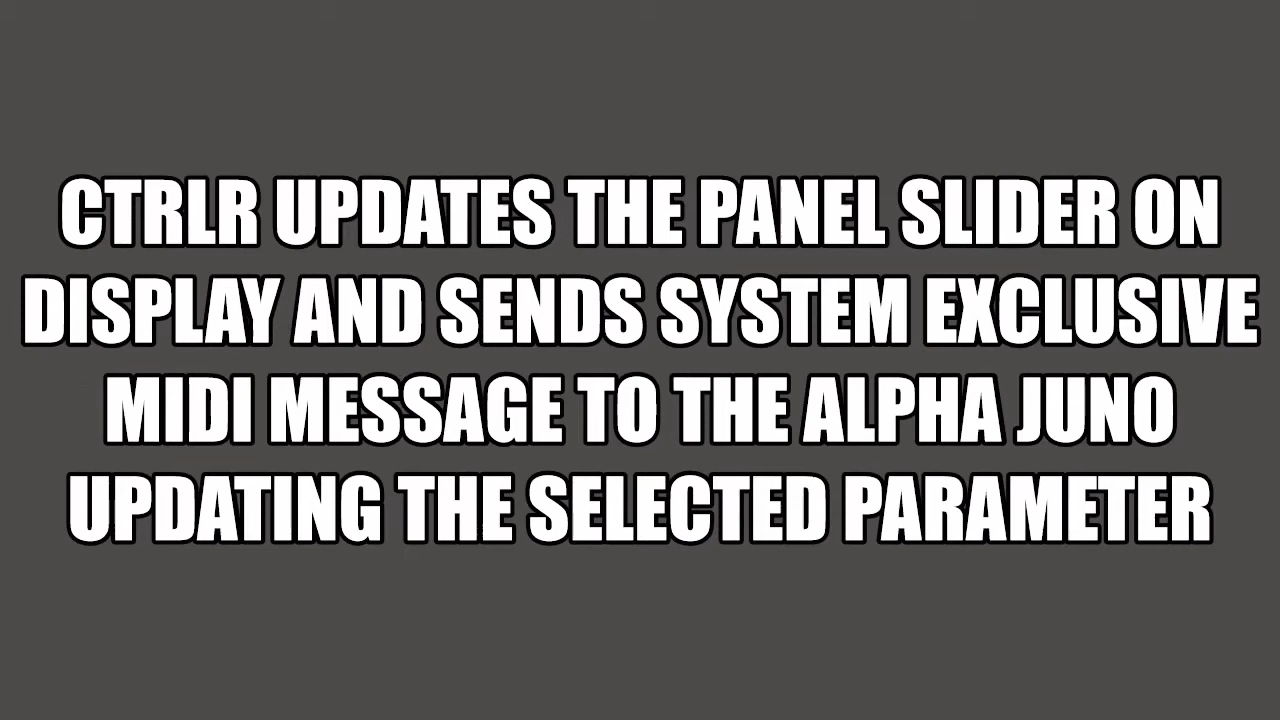 CTRLR UPDATES THE PANEL SLIDER ON
DISPLAY AND SENDS SYSTEM EXCLUSIVE
MIDI MESSAGE TO THE ALPHA JUNO
UPDATING THE SELECTED PARAMETER